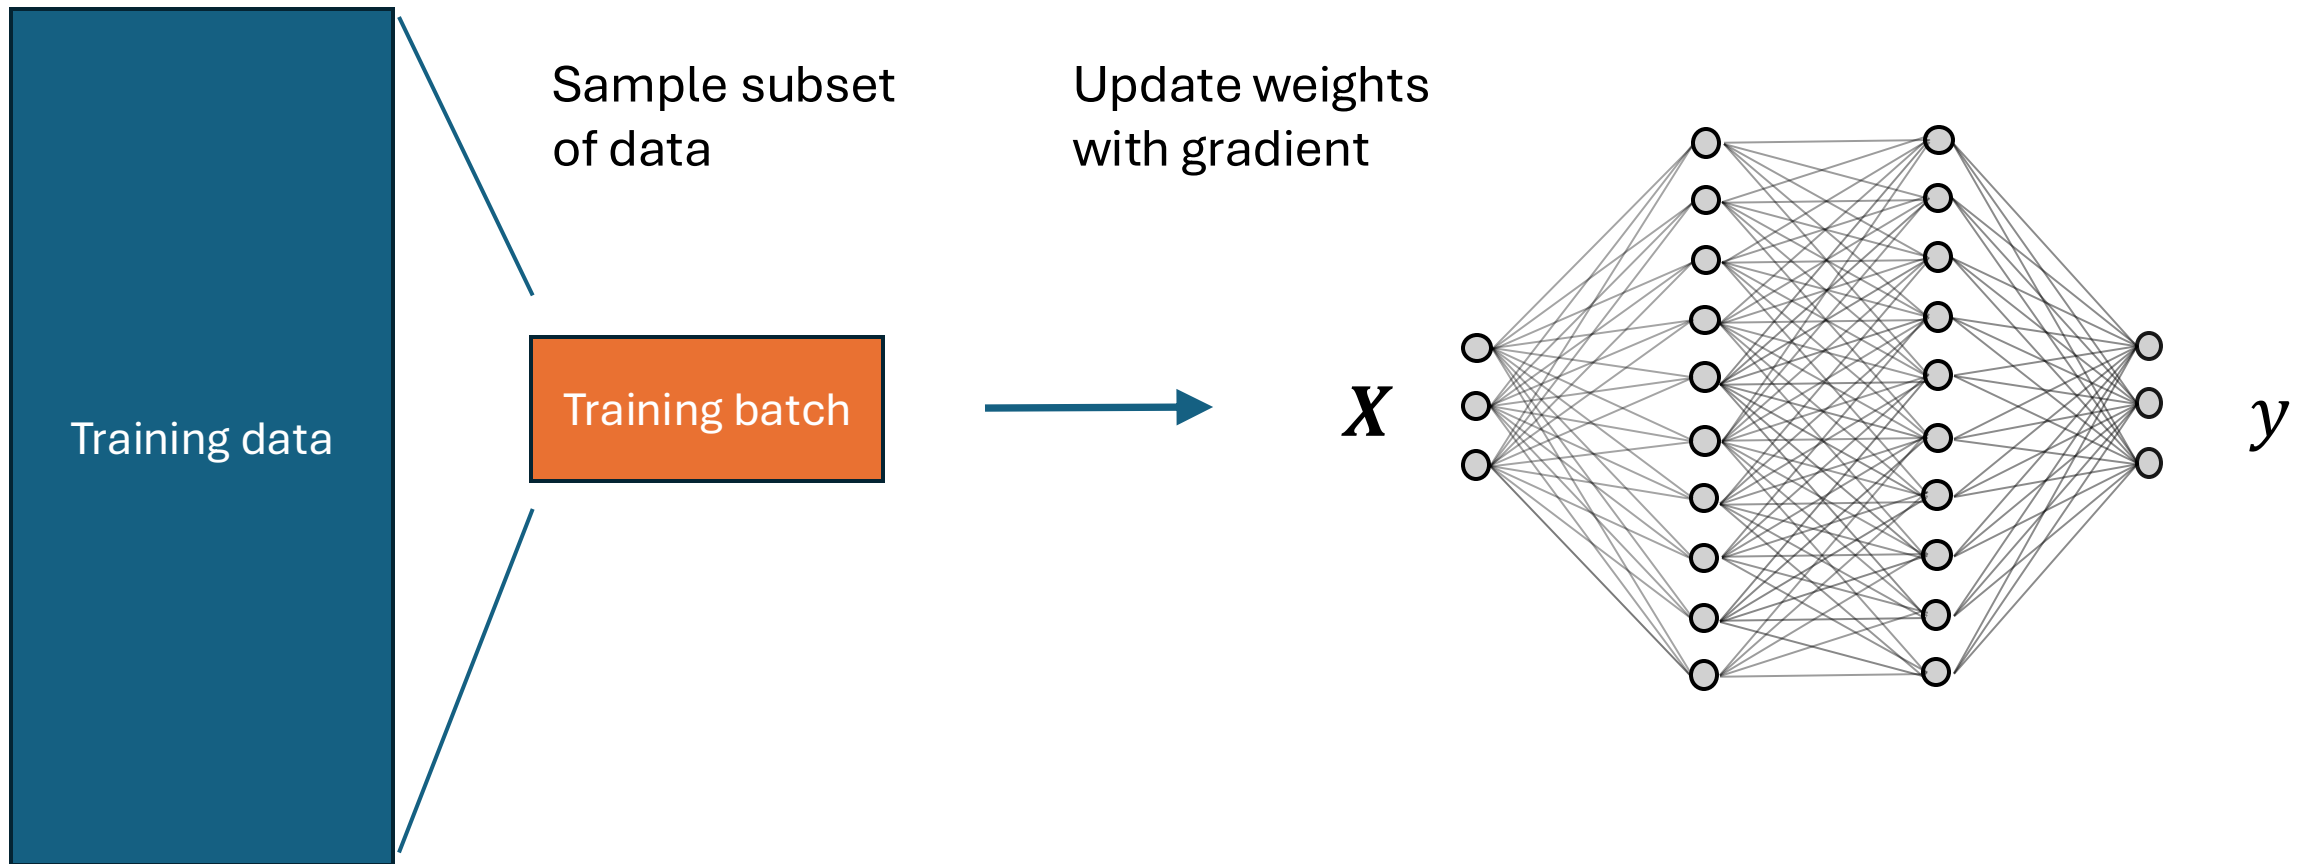 Training data
Sample subset
of data
Training batch
Update weights
with gradient
X
y